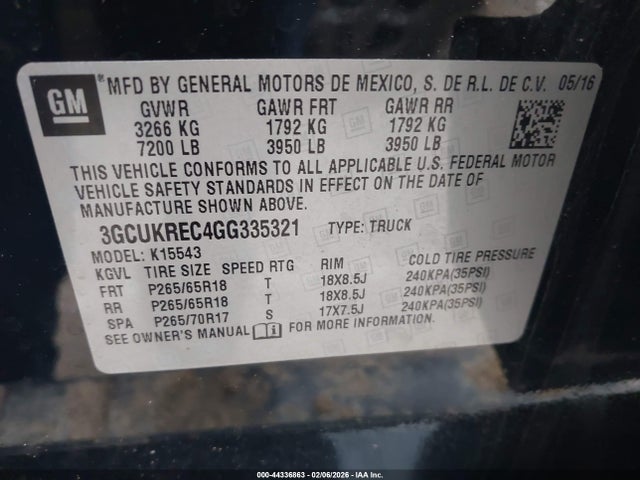 GM ® MFD BY GENERAL MOTORS DE MEXICO, S. DE R.L. DE C.V. 05/16
GVWR GAWR FRT GAWR RR
3266 KG 1792 KG 1792 KG
7200 LB 3950 LB 3950 LB
THIS VEHICLE CONFORMS TO ALL APPLICABLE U.S. FEDERAL MOTOR
VEHICLE SAFETY STANDARDS IN EFFECT ON THE DATE OF
MANUFACTURE SHOWN ABOVE.
3GCUKREC4GG335321 TYPE: TRUCK
MODEL: K15543
KGVL TIRE SIZE SPEED RTG RIM COLD TIRE PRESSURE
FRT P265/65R18 T 18X8.5J 240KPA(35PSI)
RR P265/65R18 T 18X8.5J 240KPA(35PSI)
SPA P265/70R17 S 17X7.5J 240KPA(35PSI)
SEE OWNER'S MANUAL FOR MORE INFORMATION.
000-44336863 - 02/06/2026 - IAA Inc.